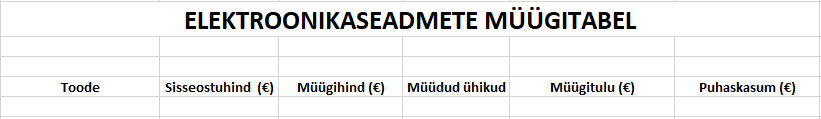 ELEKTROONIKASEADMETE MÜÜGITABEL
Toode Sisseostuhind (€) Müügihind (€) Müüdud ühikud Müügitulu (€) Puhaskasum (€)